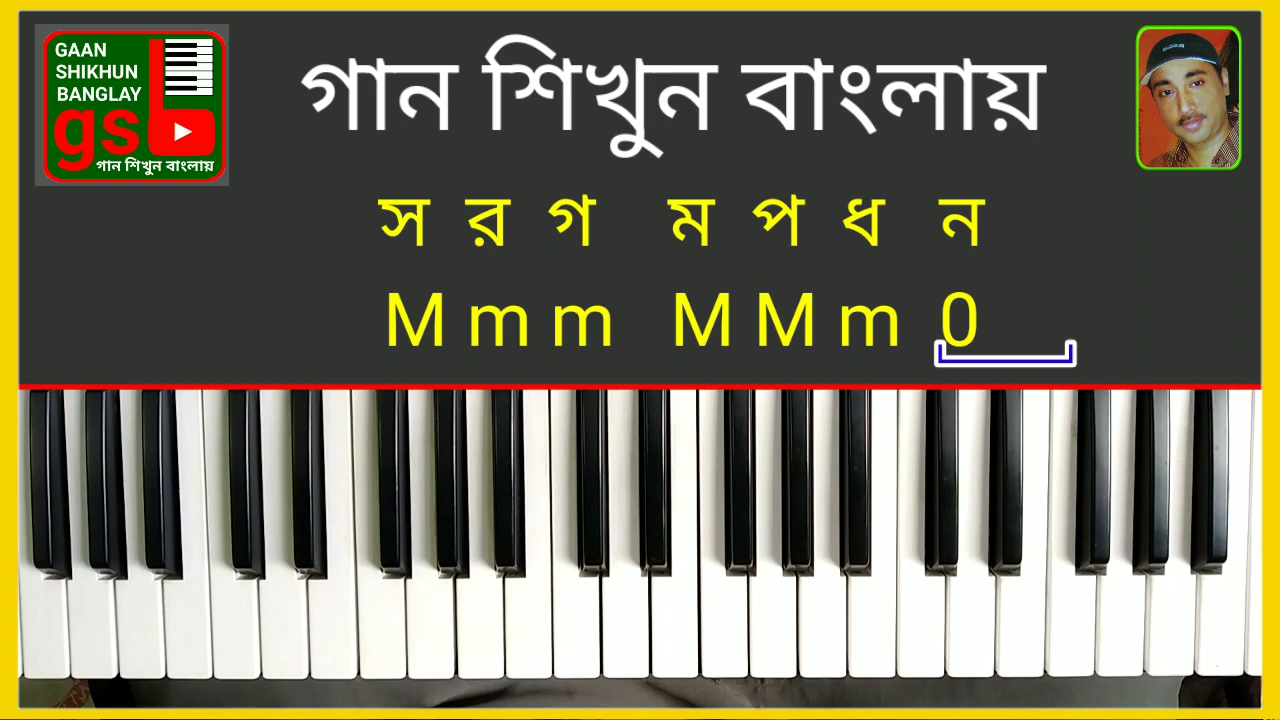 GAAN
SHIKHUN
BANGLAY
gs
গান শিখুন বাংলায়
গান শিখুন বাংলায়
স র গ ম প ধ ন
M m m M M m 0